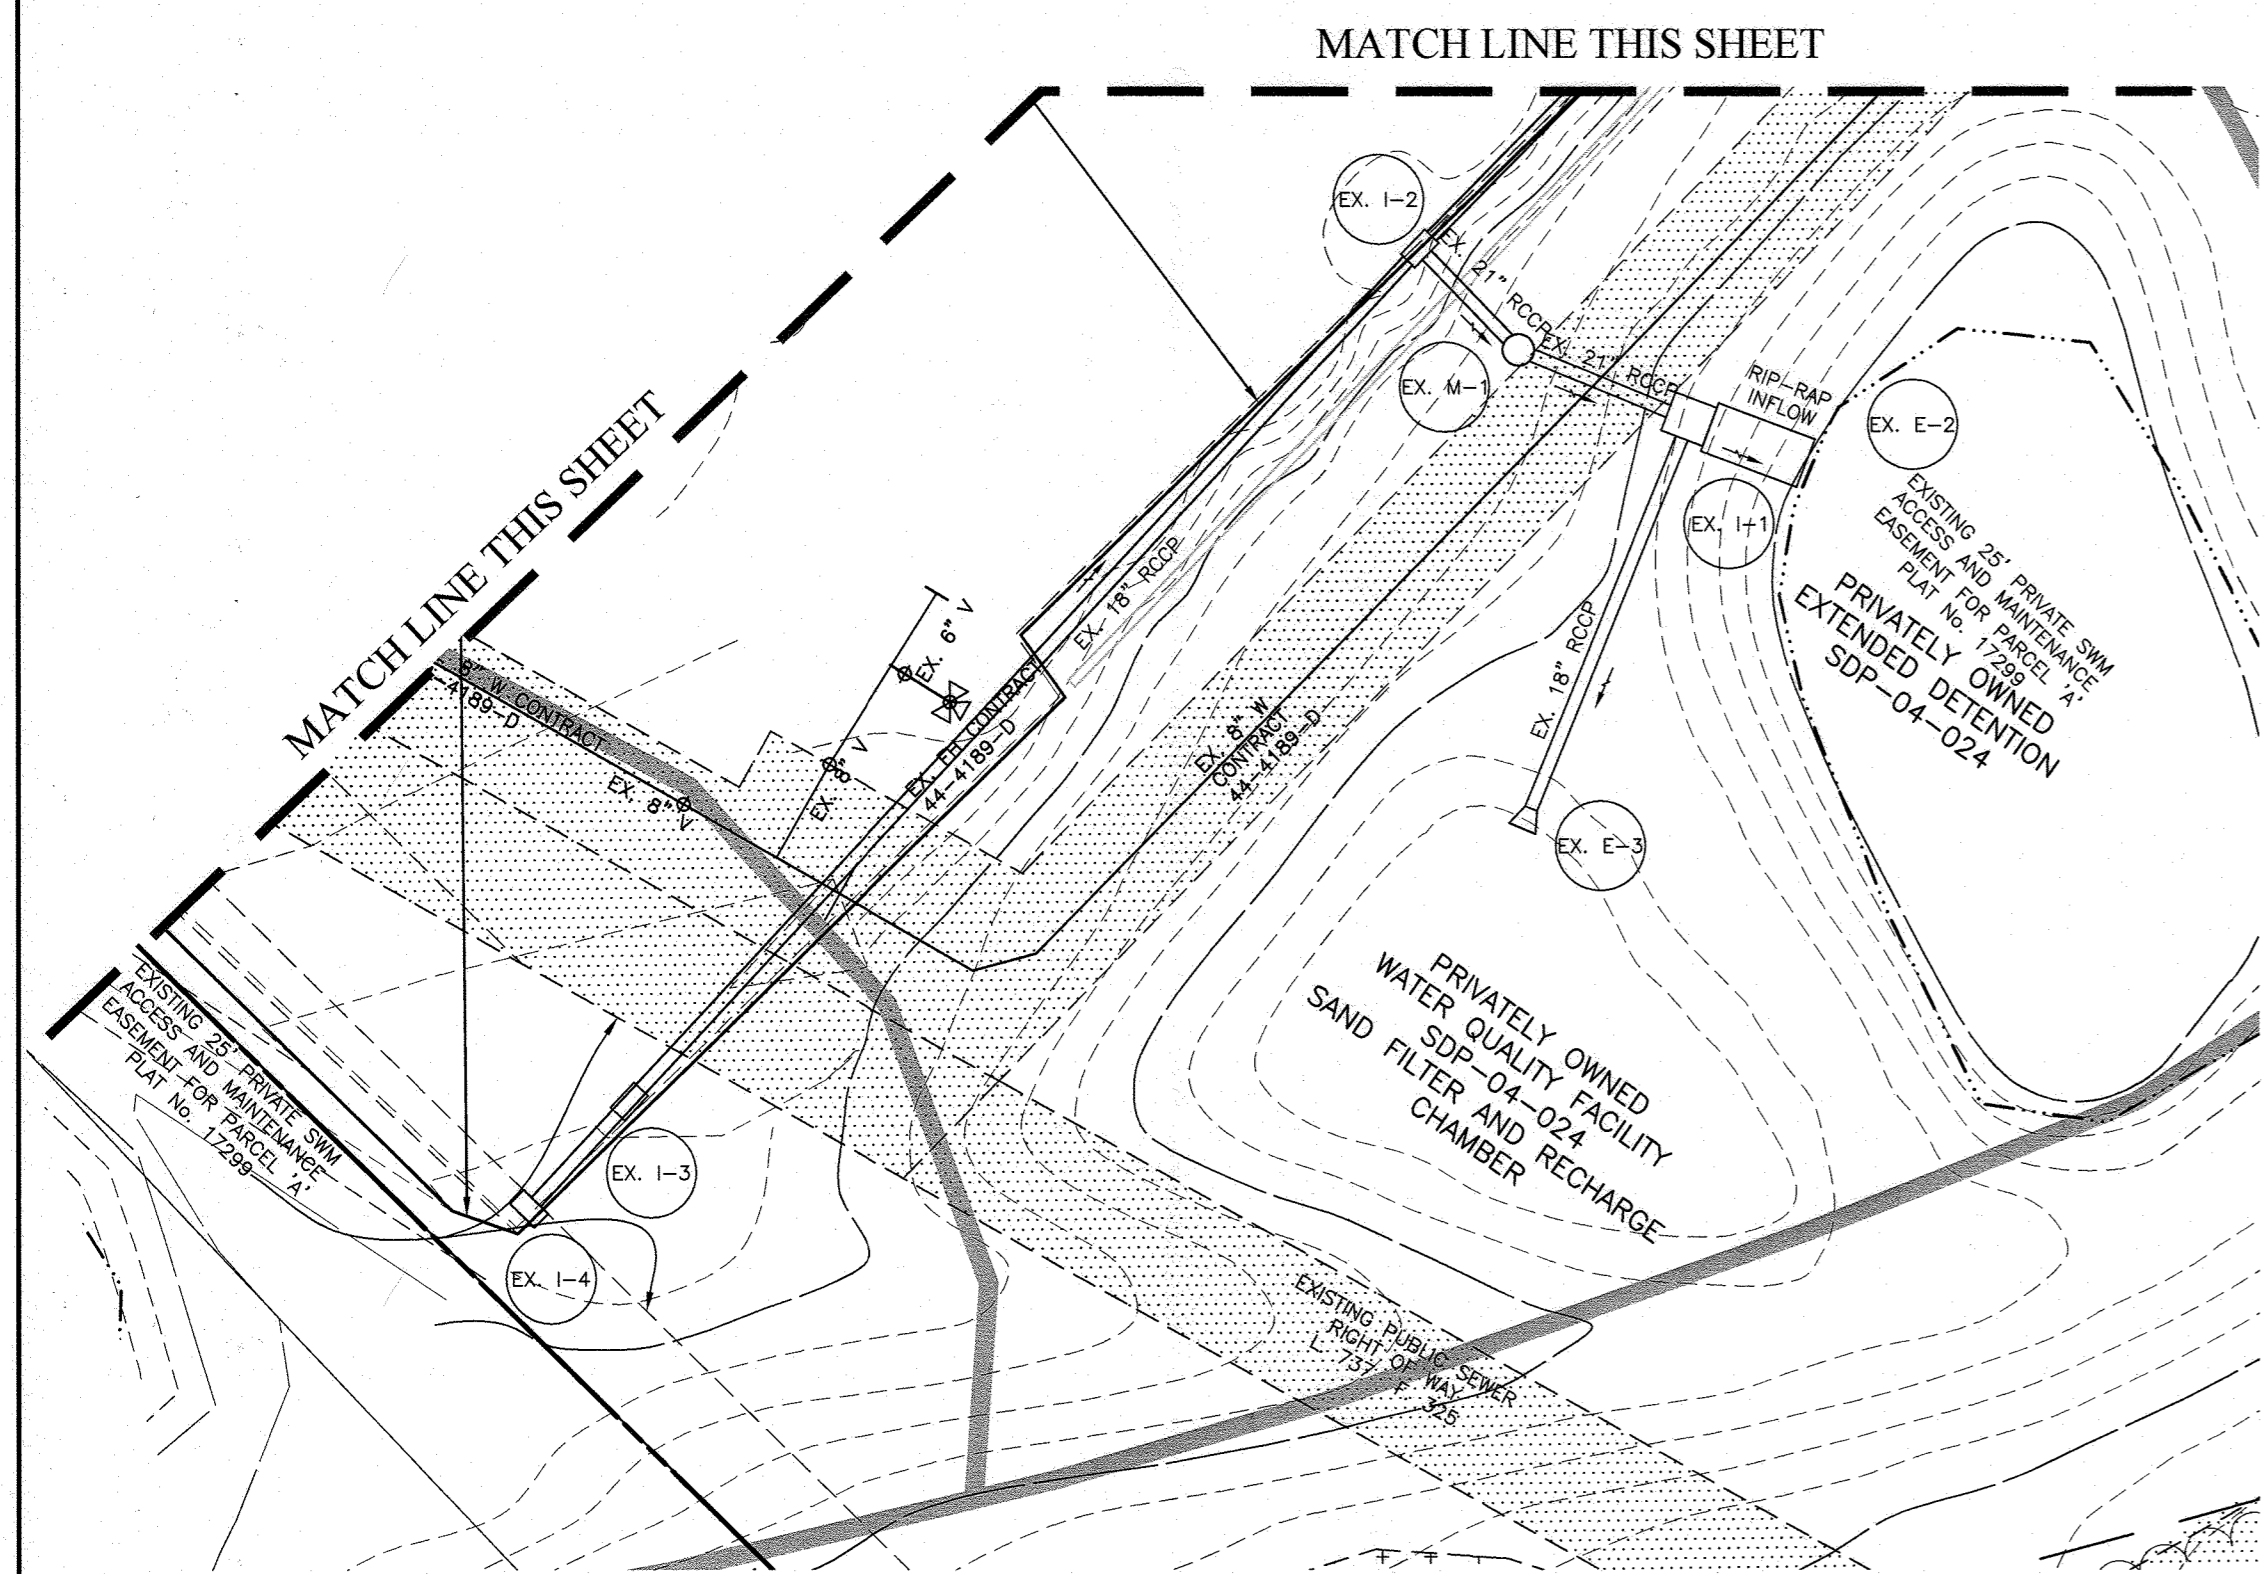 MATCH LINE THIS SHEET
EX. I-2
EX. 21" RCCP
EX. M-1
EX. 21" RCCP
RIP-RAP
INFLOW
EX. E-2
EX. I-1
EXISTING 25' PRIVATE SWM
ACCESS AND MAINTENANCE
EASEMENT FOR PARCEL 'A'
PLAT No. 17299
PRIVATELY OWNED
EXTENDED DETENTION
SDP-04-024
MATCH LINE THIS SHEET
EX. 18" RCCP
EX. 18" RCCP
EX. 6" V
8" W CONTRACT
-4189-D
EX. 8" V
EX. 8" V
EX. FH CONTRACT
44-4189-D
EX. 8" W
CONTRACT
44-4189-D
EX. E-3
PRIVATELY OWNED
WATER QUALITY FACILITY
SDP-04-024
SAND FILTER AND RECHARGE
CHAMBER
EXISTING 25' PRIVATE SWM
ACCESS AND MAINTENANCE
EASEMENT FOR PARCEL 'A'
PLAT No. 17299
EX. I-3
EX. I-4
EXISTING PUBLIC SEWER
RIGHT OF WAY
L. 737 F. 325